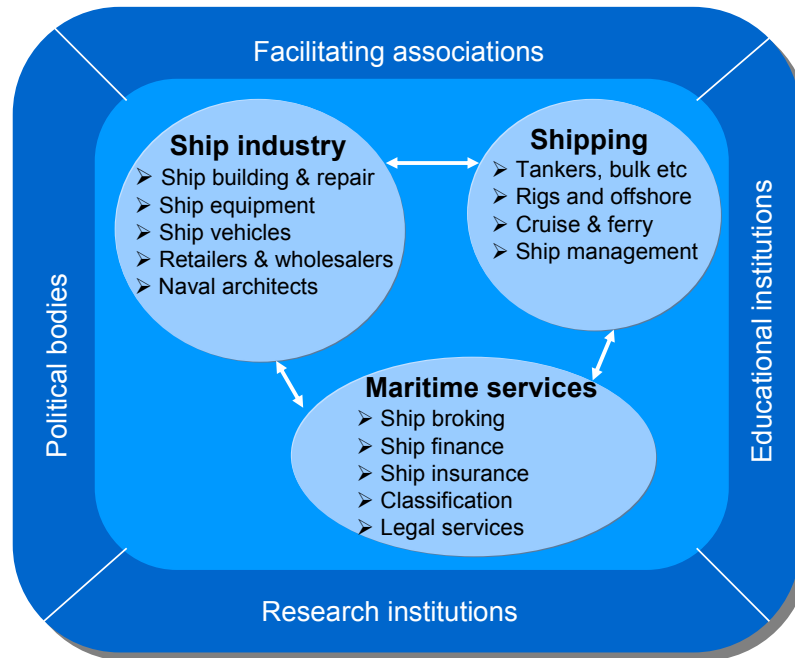 Facilitating associations
Political bodies
Ship industry
➢ Ship building & repair
➢ Ship equipment
➢ Ship vehicles
➢ Retailers & wholesalers
➢ Naval architects
Shipping
➢ Tankers, bulk etc
➢ Rigs and offshore
➢ Cruise & ferry
➢ Ship management
Educational institutions
Maritime services
➢ Ship broking
➢ Ship finance
➢ Ship insurance
➢ Classification
➢ Legal services
Research institutions